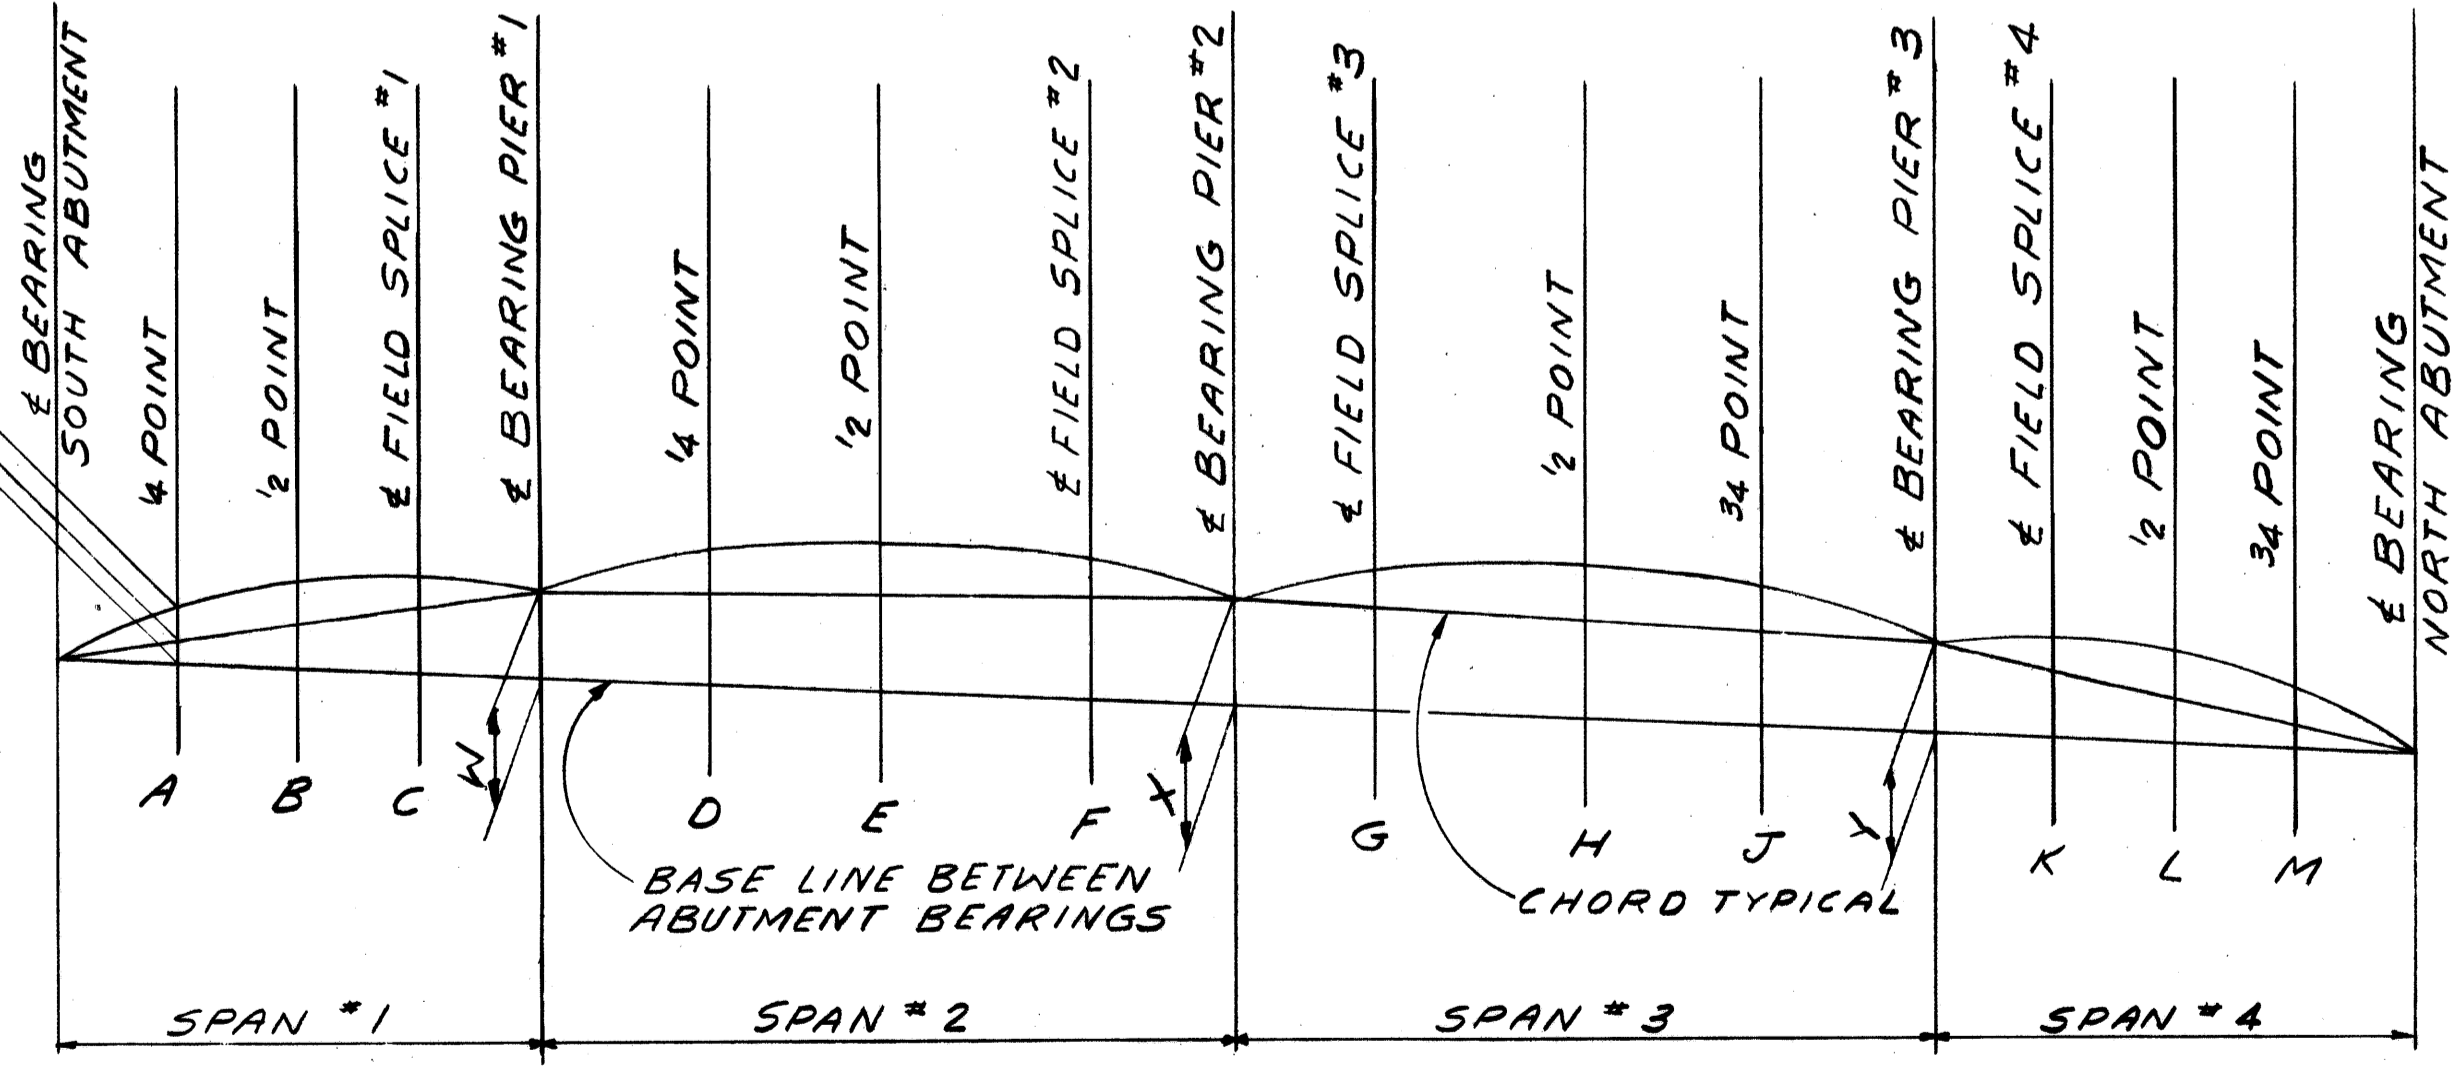 ℄ BEARING
SOUTH ABUTMENT
1/4 POINT
1/2 POINT
℄ FIELD SPLICE #1
℄ BEARING PIER #1
1/4 POINT
1/2 POINT
℄ FIELD SPLICE #2
℄ BEARING PIER #2
℄ FIELD SPLICE #3
1/2 POINT
3/4 POINT
℄ BEARING PIER #3
℄ FIELD SPLICE #4
1/2 POINT
3/4 POINT
℄ BEARING
NORTH ABUTMENT
A
B
C
W
D
E
F
X
G
H
J
Y
K
L
M
BASE LINE BETWEEN
ABUTMENT BEARINGS
CHORD TYPICAL
SPAN #1
SPAN #2
SPAN #3
SPAN #4